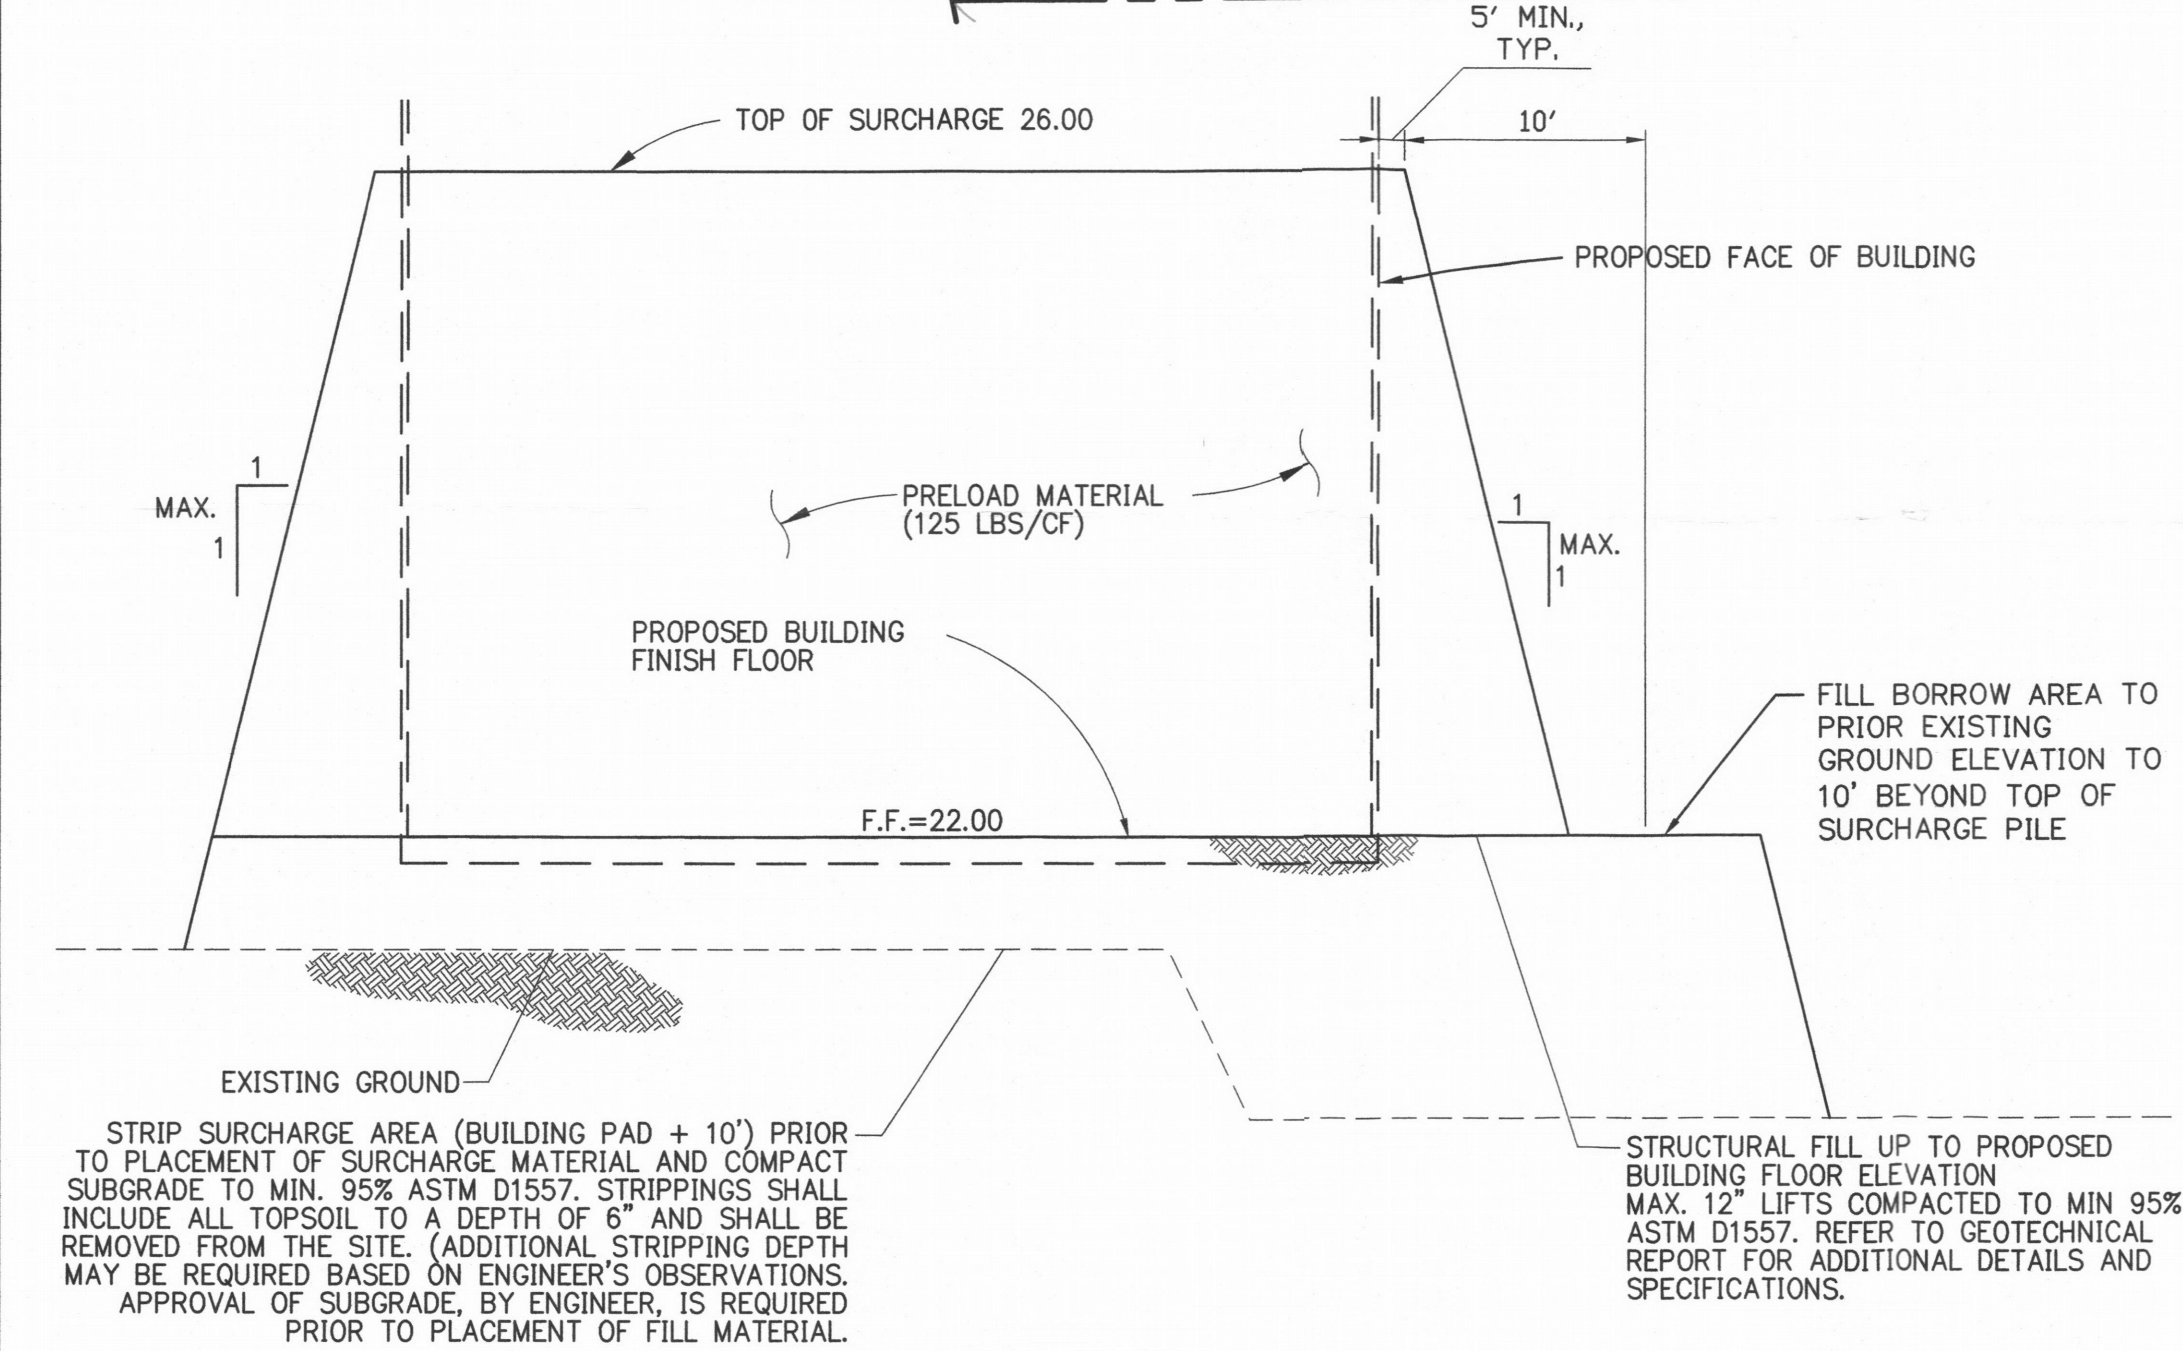 5' MIN.,
TYP.
10'
TOP OF SURCHARGE 26.00
PROPOSED FACE OF BUILDING
1
MAX.
1
PRELOAD MATERIAL
(125 LBS/CF)
1
MAX.
1
PROPOSED BUILDING
FINISH FLOOR
FILL BORROW AREA TO
PRIOR EXISTING
GROUND ELEVATION TO
10' BEYOND TOP OF
SURCHARGE PILE
F.F.=22.00
EXISTING GROUND
STRIP SURCHARGE AREA (BUILDING PAD + 10') PRIOR
TO PLACEMENT OF SURCHARGE MATERIAL AND COMPACT
SUBGRADE TO MIN. 95% ASTM D1557. STRIPPINGS SHALL
INCLUDE ALL TOPSOIL TO A DEPTH OF 6" AND SHALL BE
REMOVED FROM THE SITE. (ADDITIONAL STRIPPING DEPTH
MAY BE REQUIRED BASED ON ENGINEER'S OBSERVATIONS.
APPROVAL OF SUBGRADE, BY ENGINEER, IS REQUIRED
PRIOR TO PLACEMENT OF FILL MATERIAL.
STRUCTURAL FILL UP TO PROPOSED
BUILDING FLOOR ELEVATION
MAX. 12" LIFTS COMPACTED TO MIN 95%
ASTM D1557. REFER TO GEOTECHNICAL
REPORT FOR ADDITIONAL DETAILS AND
SPECIFICATIONS.